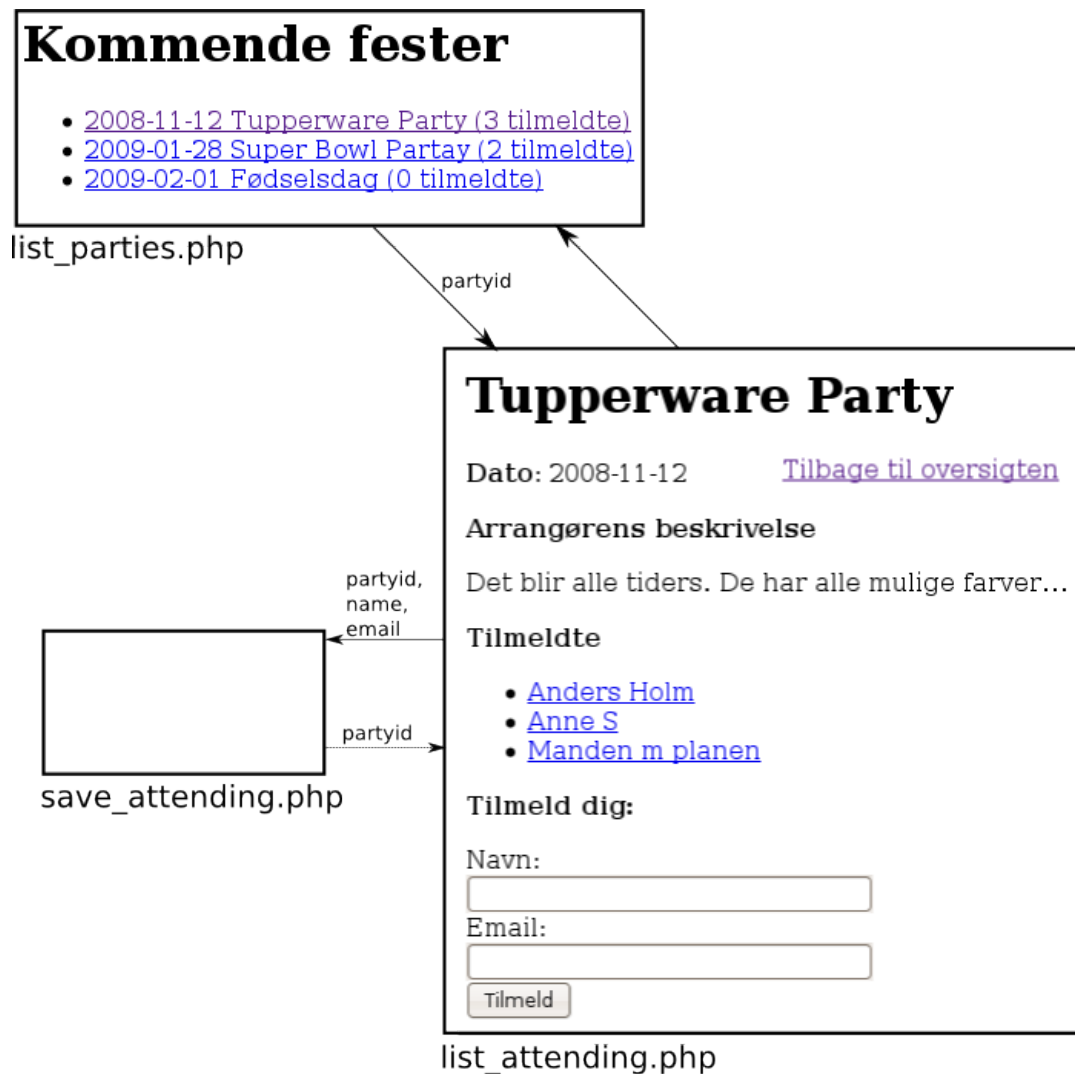 Kommende fester
2008-11-12 Tupperware Party (3 tilmeldte)
2009-01-28 Super Bowl Partay (2 tilmeldte)
2009-02-01 Fødselsdag (0 tilmeldte)
list_parties.php
partyid
Tupperware Party
Dato: 2008-11-12 Tilbage til oversigten
Arrangørens beskrivelse
Det blir alle tiders. De har alle mulige farver...
partyid,
name,
email
Tilmeldte
Anders Holm
Anne S
Manden m planen
partyid
save_attending.php
Tilmeld dig:
Navn:
Email:
Tilmeld
list_attending.php